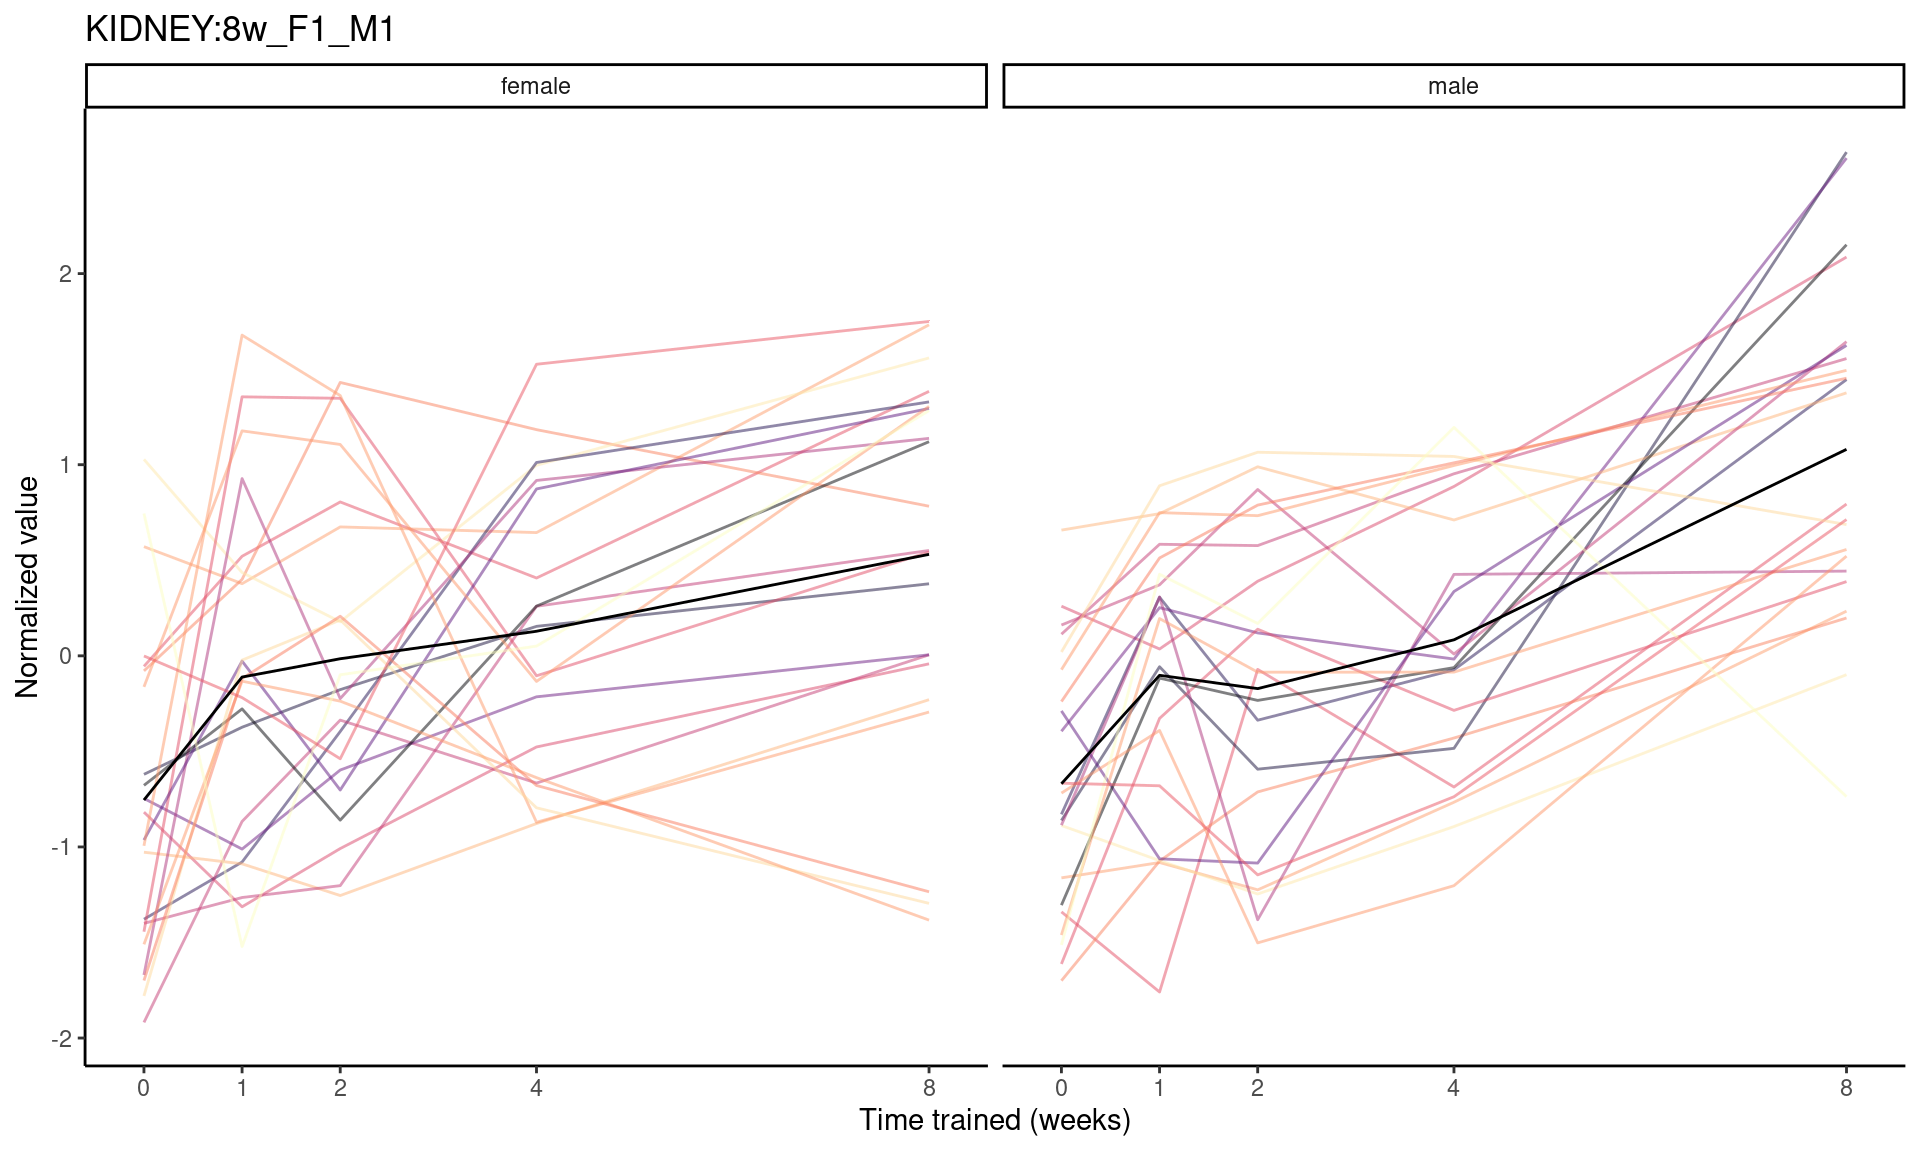 KIDNEY:8w_F1_M1
female
male
Normalized value
2
1
0
-1
-2
0 1 2 4 8
0 1 2 4 8
Time trained (weeks)